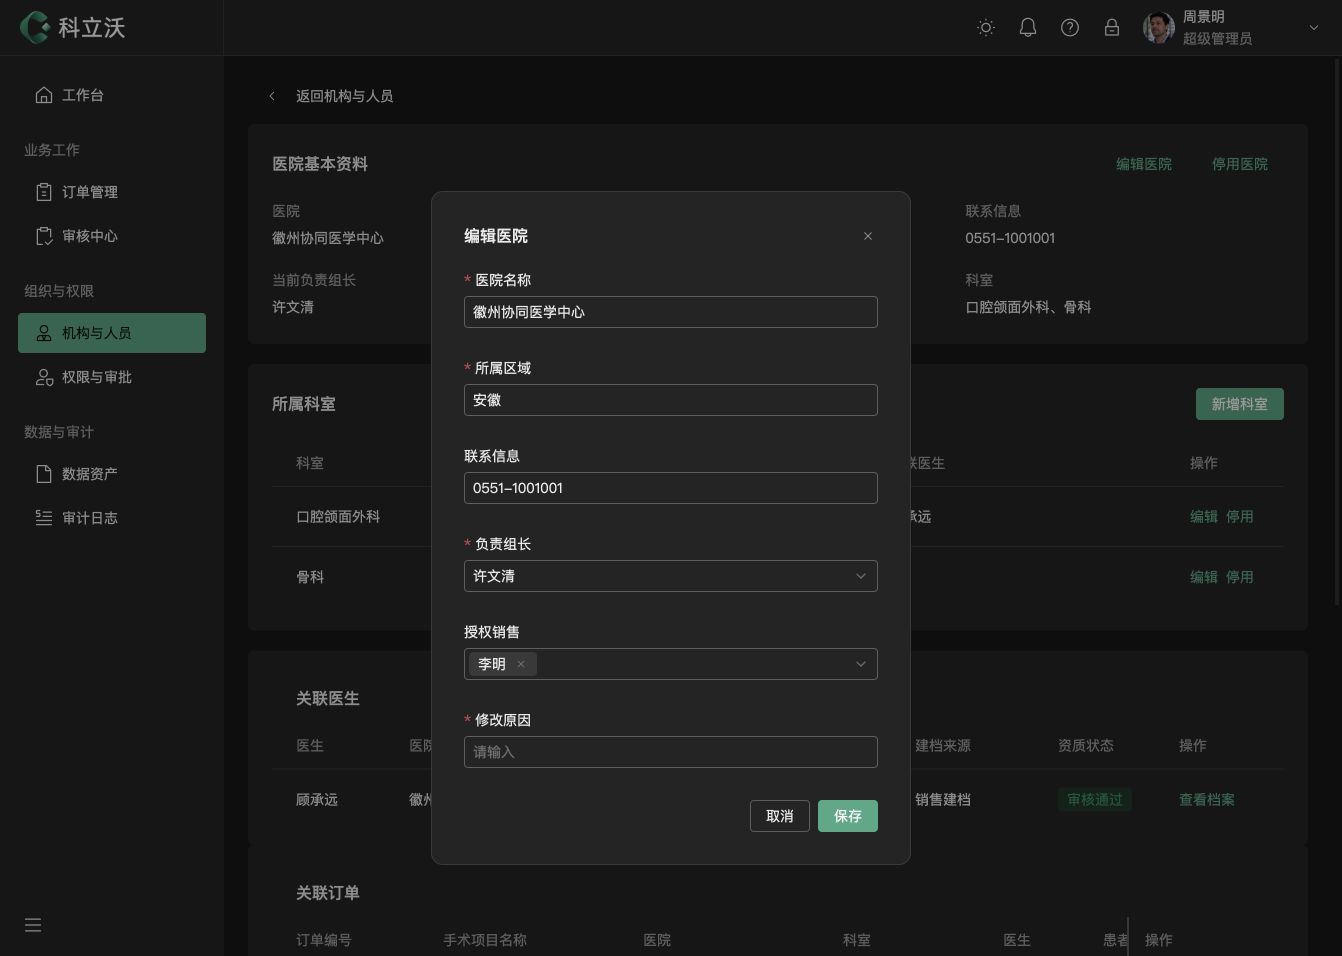 科立沃
周景明
超级管理员
工作台
业务工作
订单管理
审核中心
组织与权限
机构与人员
权限与审批
数据与审计
数据资产
审计日志
返回机构与人员
医院基本资料
编辑医院
停用医院
医院
徽州协同医学中心
联系信息
0551-1001001
当前负责组长
许文清
科室
口腔颌面外科、骨科
所属科室
新增科室
科室
联医生
操作
口腔颌面外科
承远
编辑 停用
骨科
编辑 停用
关联医生
医生
医院
建档来源
资质状态
操作
顾承远
徽州
销售建档
审核通过
查看档案
关联订单
订单编号
手术项目名称
医院
科室
医生
患者
操作
编辑医院
* 医院名称
徽州协同医学中心
* 所属区域
安徽
联系信息
0551-1001001
* 负责组长
许文清
授权销售
李明
* 修改原因
请输入
取消
保存